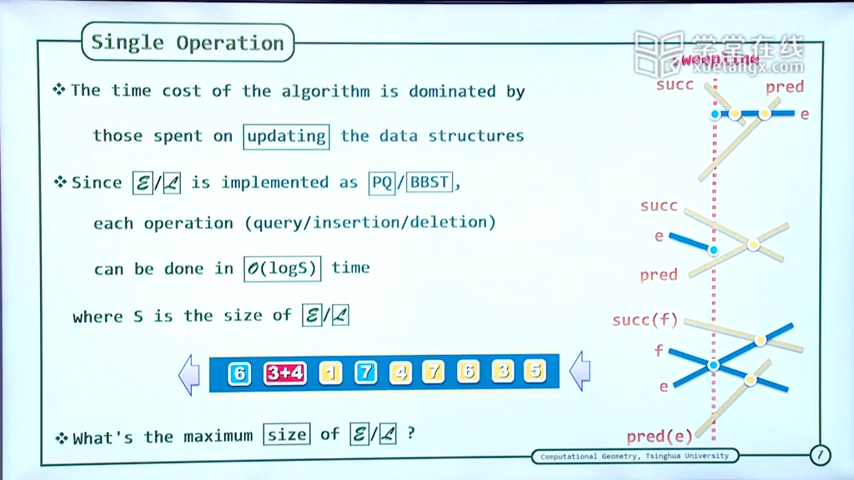 Single Operation
学堂在线
xuetangx.com
sweepline
❖ The time cost of the algorithm is dominated by
those spent on updating the data structures
❖ Since ℰ/ℒ is implemented as PQ/BBST,
each operation (query/insertion/deletion)
can be done in O(logS) time
where S is the size of ℰ/ℒ
6 3+4 1 7 4 7 6 3 5
❖ What's the maximum size of ℰ/ℒ ?
succ
pred
e
succ
e
pred
succ(f)
f
e
pred(e)
Computational Geometry, Tsinghua University
7